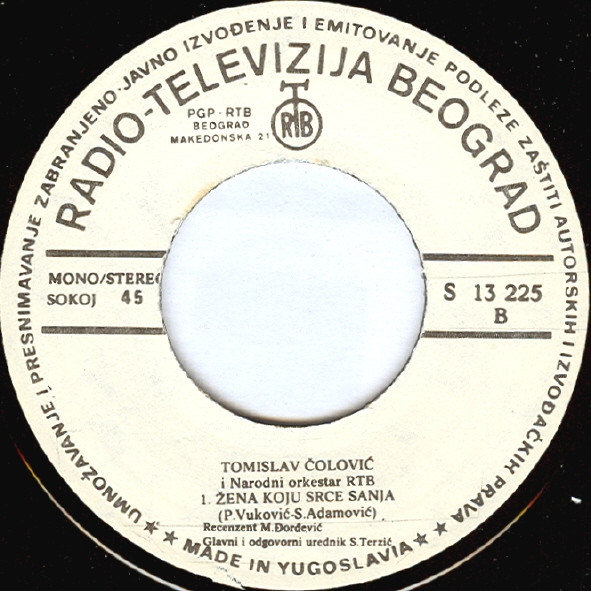 UMNOŽAVANJE I PRESNIMAVANJE ZABRANJENO·JAVNO IZVOĐENJE I EMITOVANJE PODLEZE ZAŠTITI AUTORSKIH I IZVOĐAČKIH PRAVA
RADIO-TELEVIZIJA BEOGRAD
PGP - RTB
BEOGRAD
MAKEDONSKA 21
RTB
MONO/STEREO
SOKOJ 45
S 13 225
B
TOMISLAV ČOLOVIĆ
i Narodni orkestar RTB
1. ŽENA KOJU SRCE SANJA
(P.Vuković-S.Adamović)
Recenzent M.Đorđević
Glavni i odgovorni urednik S.Terzić
★ ★ MADE IN YUGOSLAVIA ★ ★